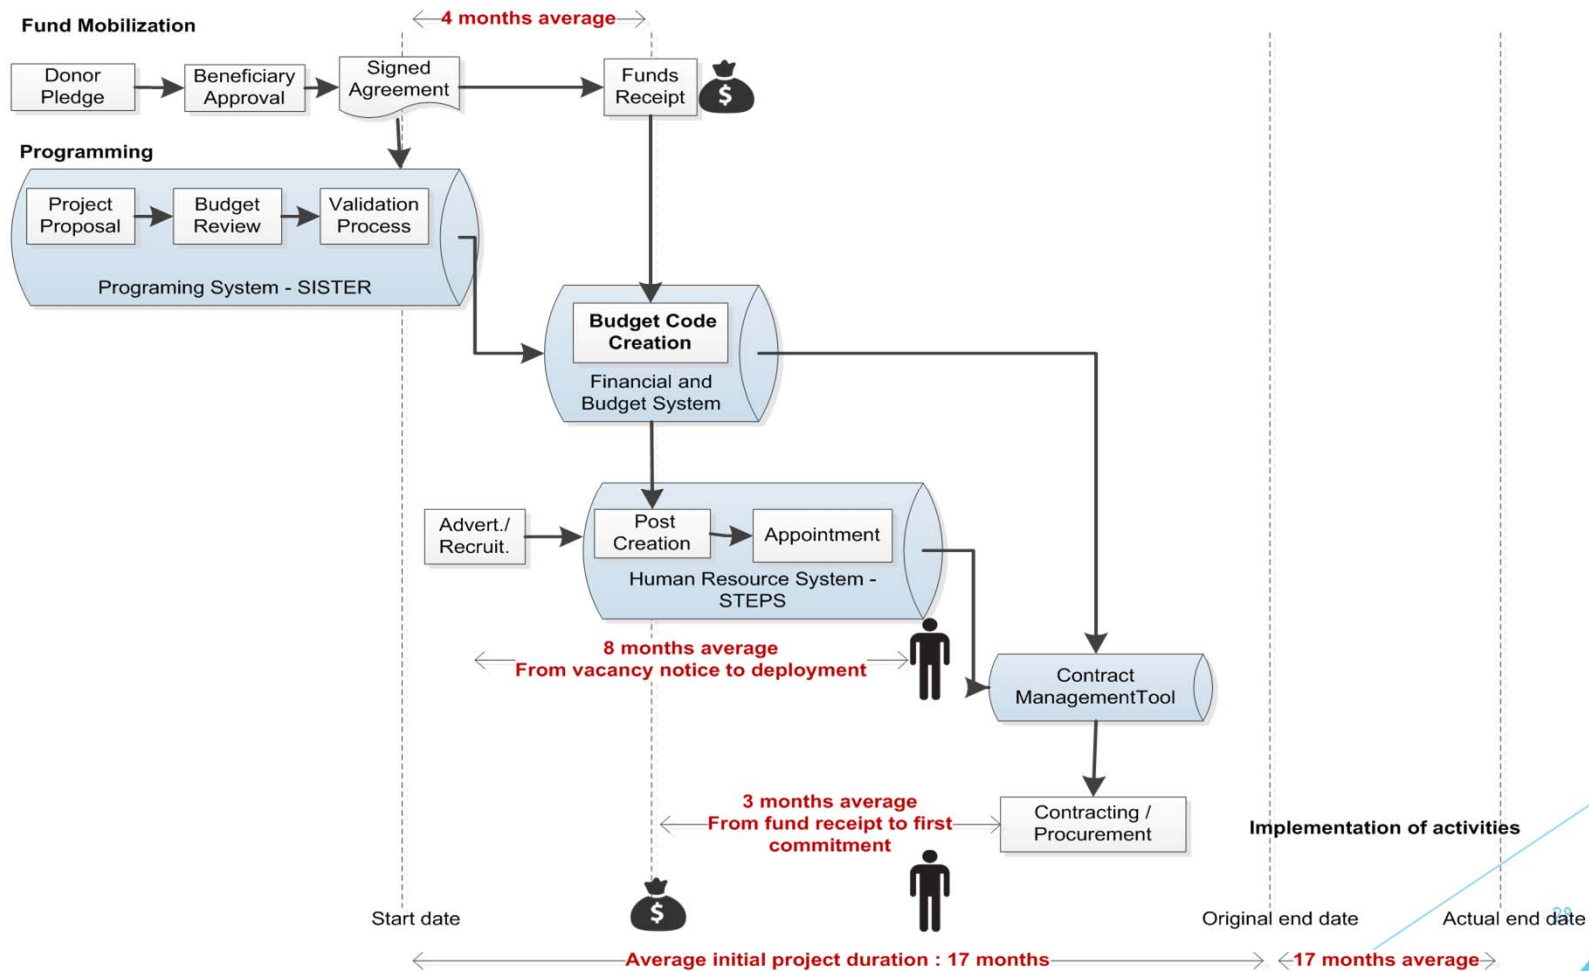 4 months average
Fund Mobilization
Donor
Pledge
Beneficiary
Approval
Signed
Agreement
Funds
Receipt
$
Programming
Project
Proposal
Budget
Review
Validation
Process
Programing System - SISTER
Budget Code
Creation
Financial and
Budget System
Advert./
Recruit.
Post
Creation
Appointment
Human Resource System -
STEPS
8 months average
From vacancy notice to deployment
Contract
ManagementTool
3 months average
From fund receipt to first
commitment
Contracting /
Procurement
Implementation of activities
Start date
$
Original end date
Actual end date
Average initial project duration : 17 months
17 months average